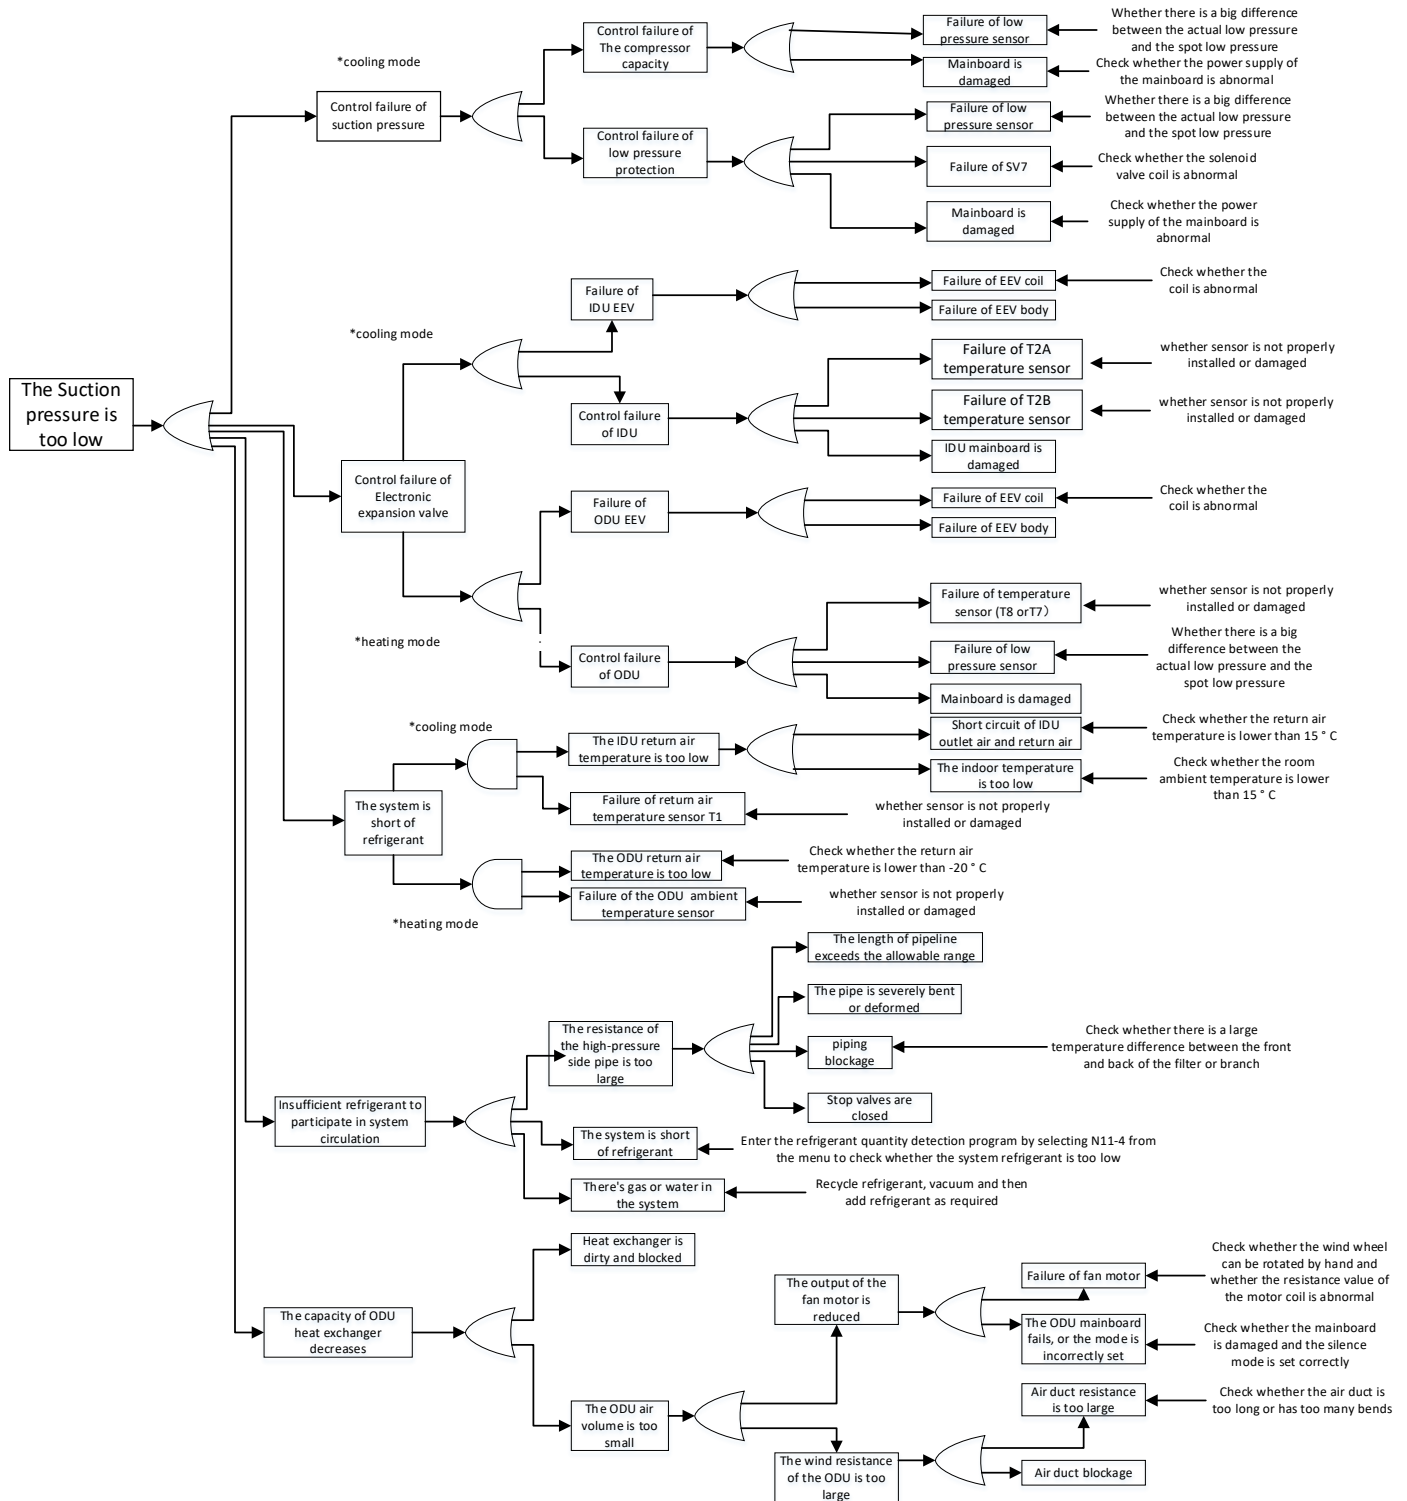 The Suction
pressure is
too low
*cooling mode
Control failure of
suction pressure
Control failure of
The compressor
capacity
Failure of low
pressure sensor
Whether there is a big difference
between the actual low pressure
and the spot low pressure
Mainboard is
damaged
Check whether the power supply of
the mainboard is abnormal
Control failure of
low pressure
protection
Failure of low
pressure sensor
Whether there is a big difference
between the actual low pressure
and the spot low pressure
Failure of SV7
Check whether the solenoid
valve coil is abnormal
Mainboard is
damaged
Check whether the power
supply of the mainboard is
abnormal
Control failure of
Electronic
expansion valve
*cooling mode
Failure of
IDU EEV
Failure of EEV coil
Check whether the
coil is abnormal
Failure of EEV body
Control failure
of IDU
Failure of T2A
temperature sensor
whether sensor is not properly
installed or damaged
Failure of T2B
temperature sensor
whether sensor is not properly
installed or damaged
IDU mainboard is
damaged
*heating mode
Failure of
ODU EEV
Failure of EEV coil
Check whether the
coil is abnormal
Failure of EEV body
Control failure
of ODU
Failure of temperature
sensor (T8 orT7）
whether sensor is not properly
installed or damaged
Failure of low
pressure sensor
Whether there is a big
difference between the
actual low pressure and the
spot low pressure
Mainboard is damaged
The system is
short of
refrigerant
*cooling mode
The IDU return air
temperature is too low
Short circuit of IDU
outlet air and return air
Check whether the return air
temperature is lower than 15 ° C
The indoor temperature
is too low
Check whether the room
ambient temperature is lower
than 15 ° C
Failure of return air
temperature sensor T1
whether sensor is not properly
installed or damaged
*heating mode
The ODU return air
temperature is too low
Check whether the return air
temperature is lower than -20 ° C
Failure of the ODU ambient
temperature sensor
whether sensor is not properly
installed or damaged
Insufficient refrigerant to
participate in system
circulation
The resistance of
the high-pressure
side pipe is too
large
The length of pipeline
exceeds the allowable range
The pipe is severely bent
or deformed
piping
blockage
Check whether there is a large
temperature difference between the front
and back of the filter or branch
Stop valves are
closed
The system is short
of refrigerant
Enter the refrigerant quantity detection program by selecting N11-4 from
the menu to check whether the system refrigerant is too low
There's gas or water in
the system
Recycle refrigerant, vacuum and then
add refrigerant as required
The capacity of ODU
heat exchanger
decreases
Heat exchanger is
dirty and blocked
The ODU air
volume is too
small
The output of the
fan motor is
reduced
Failure of fan motor
Check whether the wind wheel
can be rotated by hand and
whether the resistance value of
the motor coil is abnormal
The ODU mainboard
fails, or the mode is
incorrectly set
Check whether the mainboard
is damaged and the silence
mode is set correctly
The wind resistance
of the ODU is too
large
Air duct resistance
is too large
Check whether the air duct is
too long or has too many bends
Air duct blockage